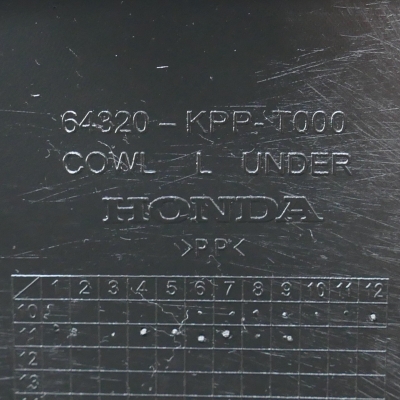 64320-KPP-T000
COWL L UNDER
HONDA
>PP<
1 2 3 4 5 6 7 8 9 10 11 12
10
11
12
13